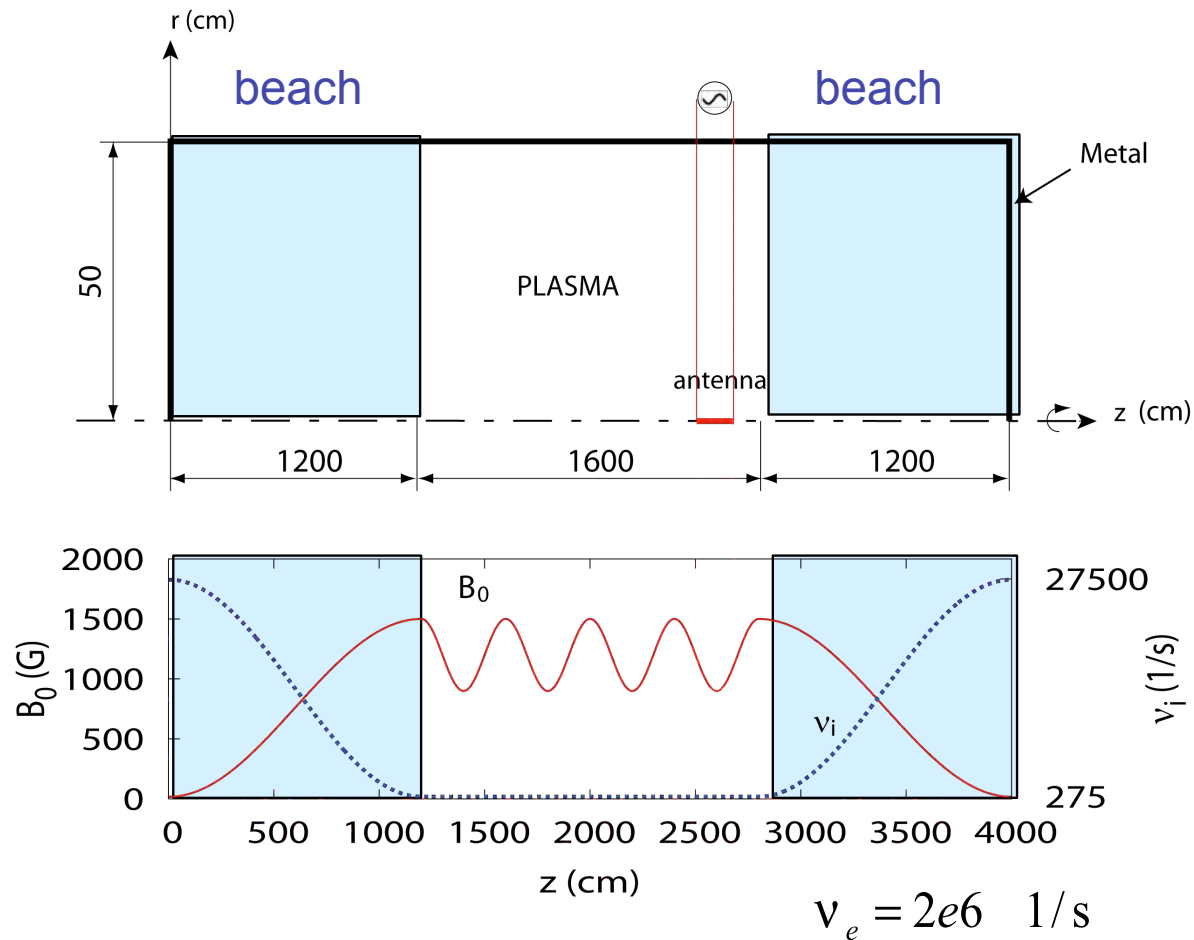 r (cm)
beach
beach
Metal
50
PLASMA
antenna
z (cm)
1200
1600
1200
2000
1500
1000
500
0
B₀ (G)
B₀
νᵢ
27500
275
νᵢ (1/s)
0 500 1000 1500 2000 2500 3000 3500 4000
z (cm)
νₑ = 2e6 1/s